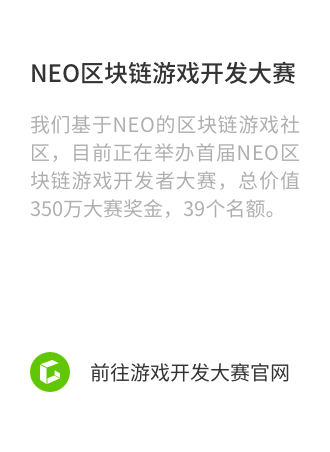 NEO区块链游戏开发大赛
我们基于NEO的区块链游戏社
区，目前正在举办首届NEO区
块链游戏开发者大赛，总价值
350万大赛奖金，39个名额。
前往游戏开发大赛官网